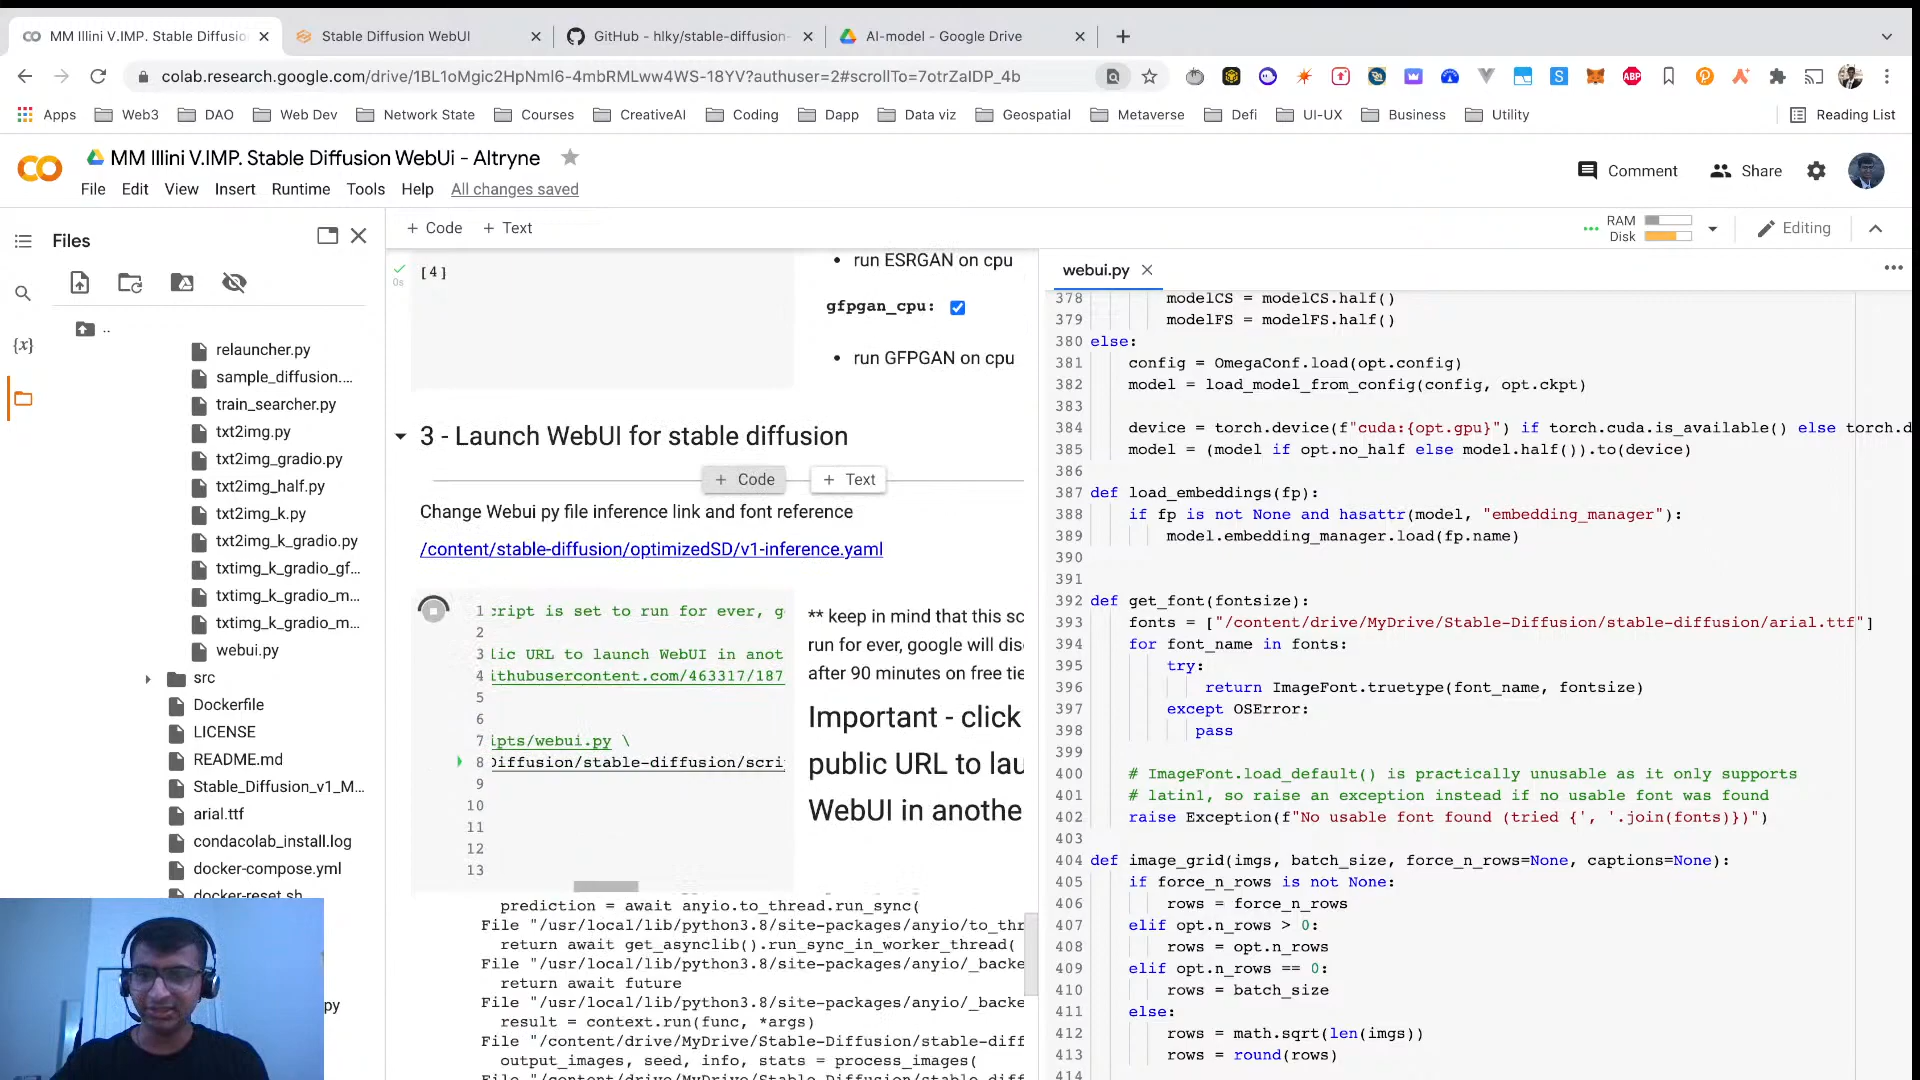 MM Illini V.IMP. Stable Diffusio
Stable Diffusion WebUI
GitHub - hlky/stable-diffusion-
AI-model - Google Drive
colab.research.google.com/drive/1BL1oMgic2HpNml6-4mbRMLww4WS-18YV?authuser=2#scrollTo=7otrZaIDP_4b
Apps
Web3
DAO
Web Dev
Network State
Courses
CreativeAI
Coding
Dapp
Data viz
Geospatial
Metaverse
Defi
UI-UX
Business
Utility
Reading List
MM Illini V.IMP. Stable Diffusion WebUi - Altryne
Comment
Share
File Edit View Insert Runtime Tools Help All changes saved
Files
+ Code + Text
RAM
Disk
Editing
..
relauncher.py
sample_diffusion....
train_searcher.py
txt2img.py
txt2img_gradio.py
txt2img_half.py
txt2img_k.py
txt2img_k_gradio.py
txtimg_k_gradio_gf...
txtimg_k_gradio_m...
txtimg_k_gradio_m...
webui.py
src
Dockerfile
LICENSE
README.md
Stable_Diffusion_v1_M...
arial.ttf
condacolab_install.log
docker-compose.yml
docker-reset.sh
py
[4]
0s
• run ESRGAN on cpu
gfpgan_cpu:
• run GFPGAN on cpu
3 - Launch WebUI for stable diffusion
+ Code + Text
Change Webui py file inference link and font reference
/content/stable-diffusion/optimizedSD/v1-inference.yaml
1 cript is set to run for ever, g
2
3 lic URL to launch WebUI in anot
4 ithubusercontent.com/463317/187
5
6
7 ipts/webui.py \
8 Diffusion/stable-diffusion/scri
9
10
11
12
13
** keep in mind that this sc
run for ever, google will disc
after 90 minutes on free tie
Important - click
public URL to lau
WebUI in anothe
prediction = await anyio.to_thread.run_sync(
File "/usr/local/lib/python3.8/site-packages/anyio/to_thr
return await get_asynclib().run_sync_in_worker_thread(
File "/usr/local/lib/python3.8/site-packages/anyio/_backe
return await future
File "/usr/local/lib/python3.8/site-packages/anyio/_backe
result = context.run(func, *args)
File "/content/drive/MyDrive/Stable-Diffusion/stable-diff
output_images, seed, info, stats = process_images(
File "/content/drive/MyDrive/Stable-Diffusion/stable-diff
webui.py
378 modelCS = modelCS.half()
379 modelFS = modelFS.half()
380 else:
381 config = OmegaConf.load(opt.config)
382 model = load_model_from_config(config, opt.ckpt)
383
384 device = torch.device(f"cuda:{opt.gpu}") if torch.cuda.is_available() else torch.d
385 model = (model if opt.no_half else model.half()).to(device)
386
387 def load_embeddings(fp):
388 if fp is not None and hasattr(model, "embedding_manager"):
389 model.embedding_manager.load(fp.name)
390
391
392 def get_font(fontsize):
393 fonts = ["/content/drive/MyDrive/Stable-Diffusion/stable-diffusion/arial.ttf"]
394 for font_name in fonts:
395 try:
396 return ImageFont.truetype(font_name, fontsize)
397 except OSError:
398 pass
399
400 # ImageFont.load_default() is practically unusable as it only supports
401 # latin1, so raise an exception instead if no usable font was found
402 raise Exception(f"No usable font found (tried {', '.join(fonts)})")
403
404 def image_grid(imgs, batch_size, force_n_rows=None, captions=None):
405 if force_n_rows is not None:
406 rows = force_n_rows
407 elif opt.n_rows > 0:
408 rows = opt.n_rows
409 elif opt.n_rows == 0:
410 rows = batch_size
411 else:
412 rows = math.sqrt(len(imgs))
413 rows = round(rows)
414